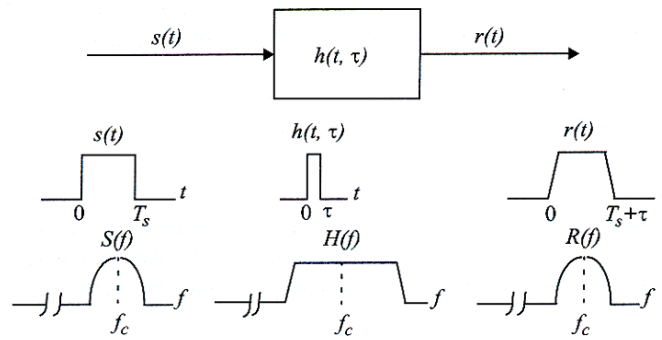 s(t) h(t, τ) r(t)
s(t) h(t, τ) r(t)
0 T_s t 0 τ 0 T_s+τ
S(f) H(f) R(f)
f_c f f_c f f_c f